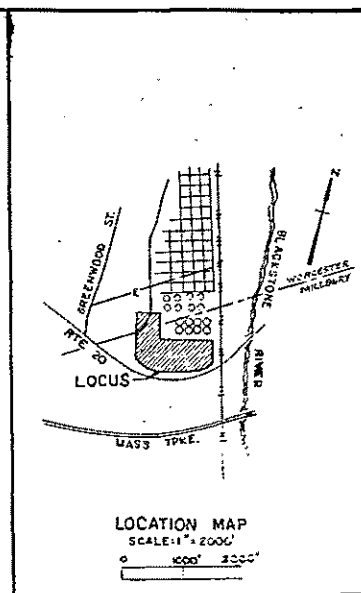 N
GREENWOOD ST.
BLACKSTONE RIVER
WORCESTER
MILLBURY
E
RTE 20
LOCUS
MASS TPKE.
LOCATION MAP
SCALE: 1" = 2000'
0 1000' 2000'